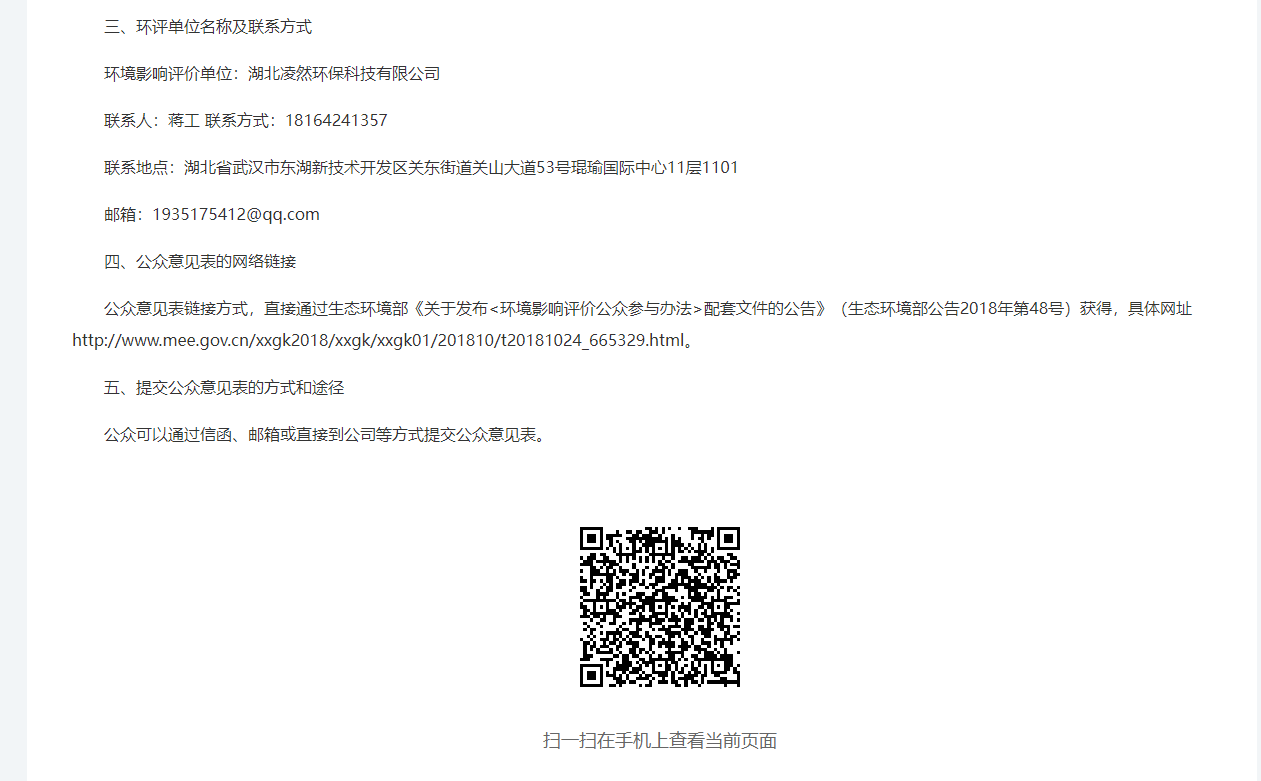 三、环评单位名称及联系方式
环境影响评价单位：湖北凌然环保科技有限公司
联系人：蒋工 联系方式：18164241357
联系地点：湖北省武汉市东湖新技术开发区关东街道关山大道53号琨瑜国际中心11层1101
邮箱：1935175412@qq.com
四、公众意见表的网络链接
公众意见表链接方式，直接通过生态环境部《关于发布<环境影响评价公众参与办法>配套文件的公告》（生态环境部公告2018年第48号）获得，具体网址
http://www.mee.gov.cn/xxgk2018/xxgk/xxgk01/201810/t20181024_665329.html。
五、提交公众意见表的方式和途径
公众可以通过信函、邮箱或直接到公司等方式提交公众意见表。
扫一扫在手机上查看当前页面